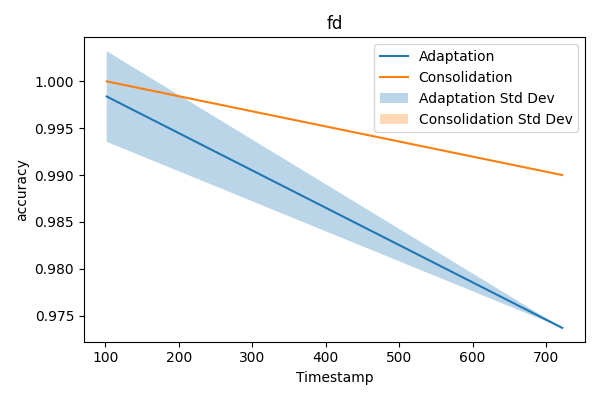 fd
Adaptation
Consolidation
Adaptation Std Dev
Consolidation Std Dev
accuracy
1.000
0.995
0.990
0.985
0.980
0.975
100 200 300 400 500 600 700
Timestamp